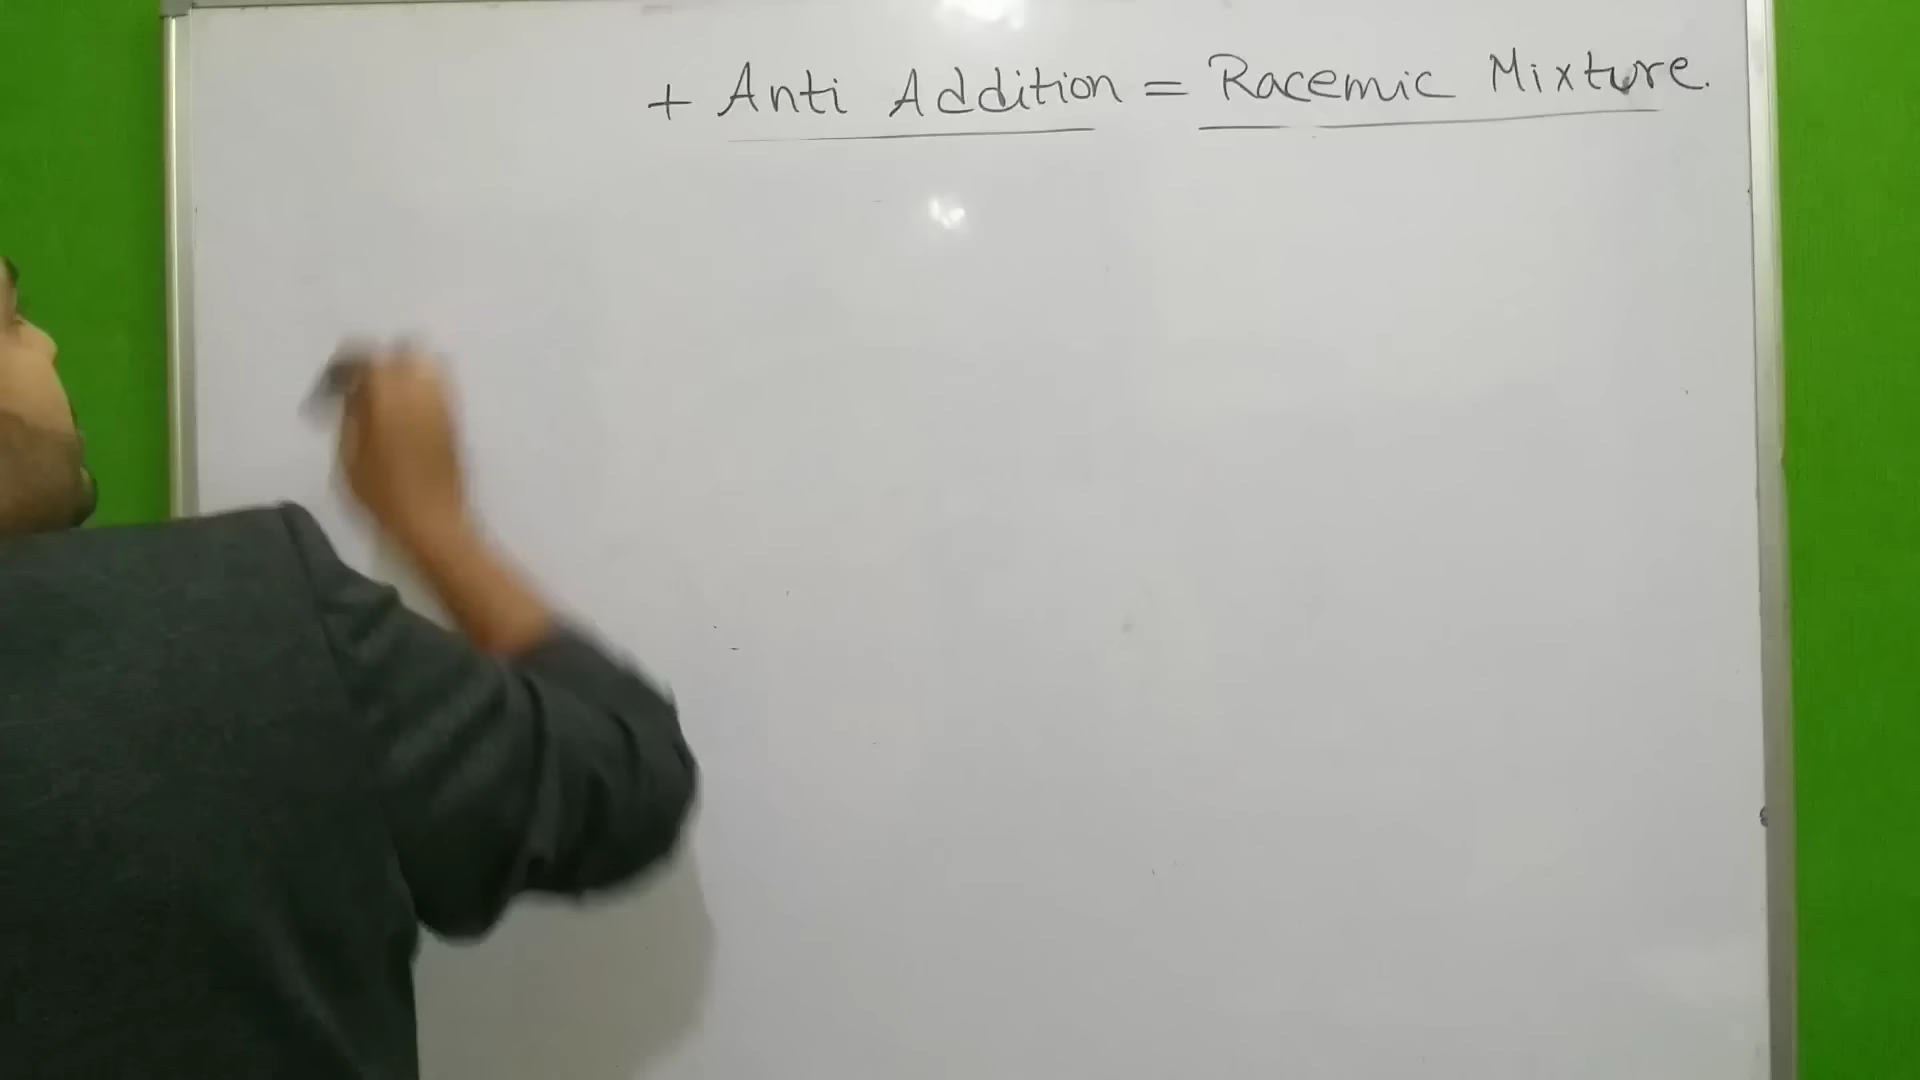 + Anti Addition = Racemic Mixture.